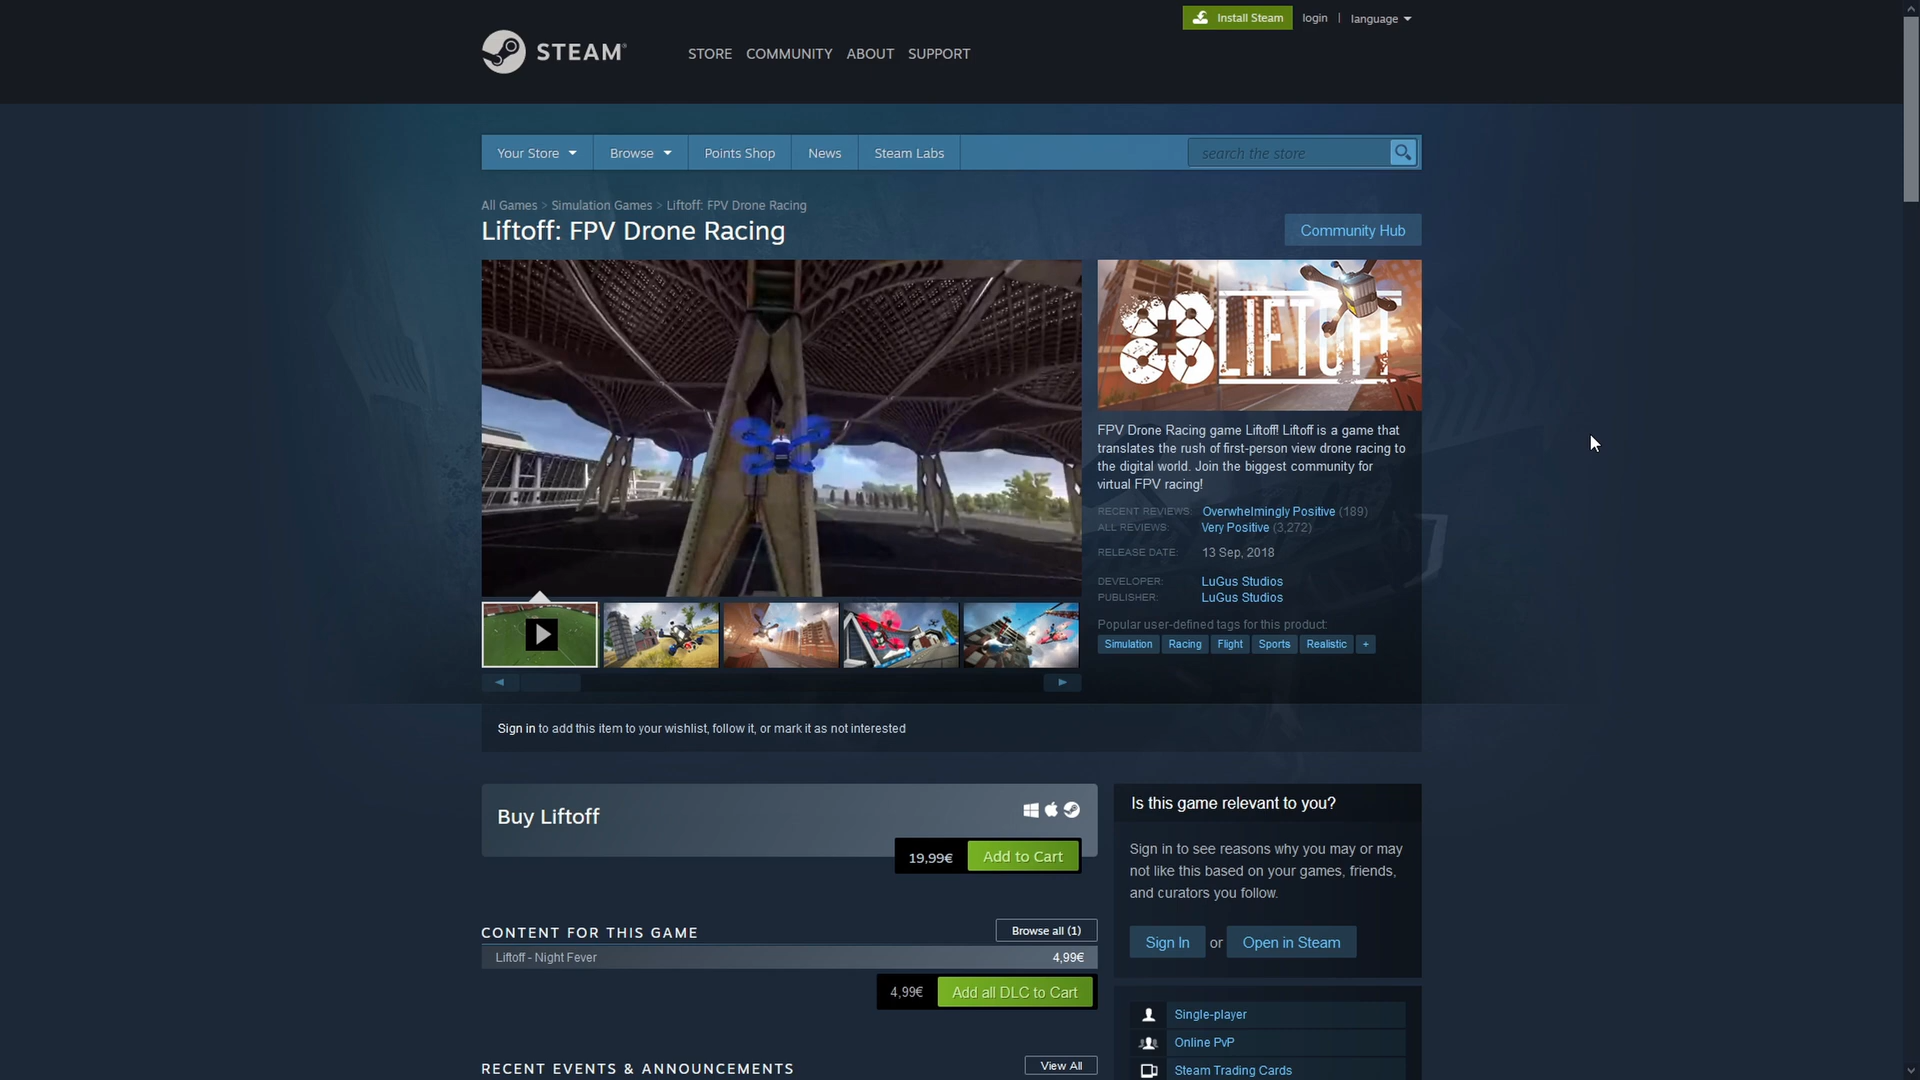 Install Steam
login
language
STEAM
STORE
COMMUNITY
ABOUT
SUPPORT
Your Store
Browse
Points Shop
News
Steam Labs
search the store
All Games > Simulation Games > Liftoff: FPV Drone Racing
Liftoff: FPV Drone Racing
Community Hub
LIFTOFF
FPV Drone Racing game Liftoff! Liftoff is a game that
translates the rush of first-person view drone racing to
the digital world. Join the biggest community for
virtual FPV racing!
RECENT REVIEWS: Overwhelmingly Positive (189)
ALL REVIEWS: Very Positive (3,272)
RELEASE DATE: 13 Sep, 2018
DEVELOPER: LuGus Studios
PUBLISHER: LuGus Studios
Popular user-defined tags for this product:
Simulation Racing Flight Sports Realistic +
Sign in to add this item to your wishlist, follow it, or mark it as not interested
Buy Liftoff
19,99€ Add to Cart
Is this game relevant to you?
Sign in to see reasons why you may or may
not like this based on your games, friends,
and curators you follow.
Sign In or Open in Steam
CONTENT FOR THIS GAME
Browse all (1)
Liftoff - Night Fever 4,99€
4,99€ Add all DLC to Cart
Single-player
Online PvP
Steam Trading Cards
RECENT EVENTS & ANNOUNCEMENTS
View All